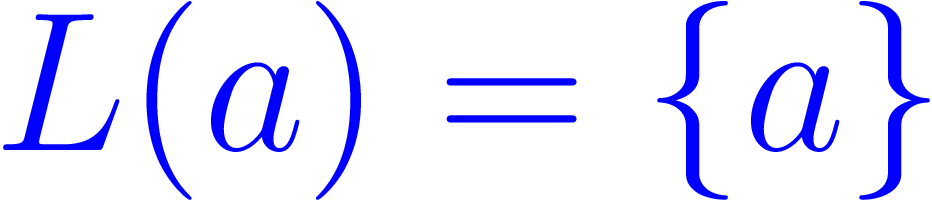 L(a) = {a}